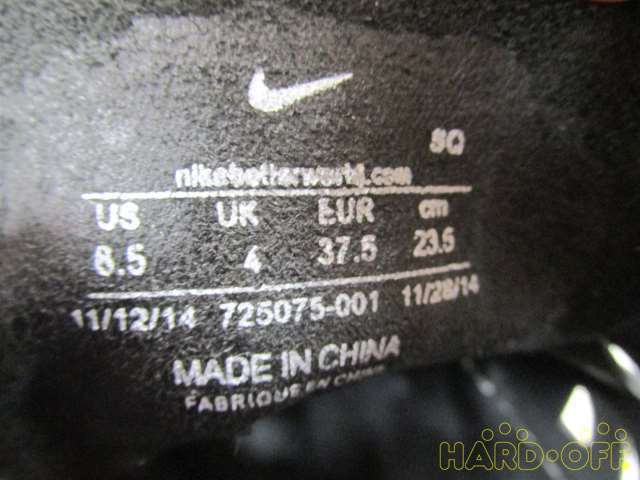 SQ
nikebetterworld.com
US UK EUR cm
6.5 4 37.5 23.5
11/12/14 725075-001 11/28/14
MADE IN CHINA
FABRIQUE EN CHINE
HARD-OFF